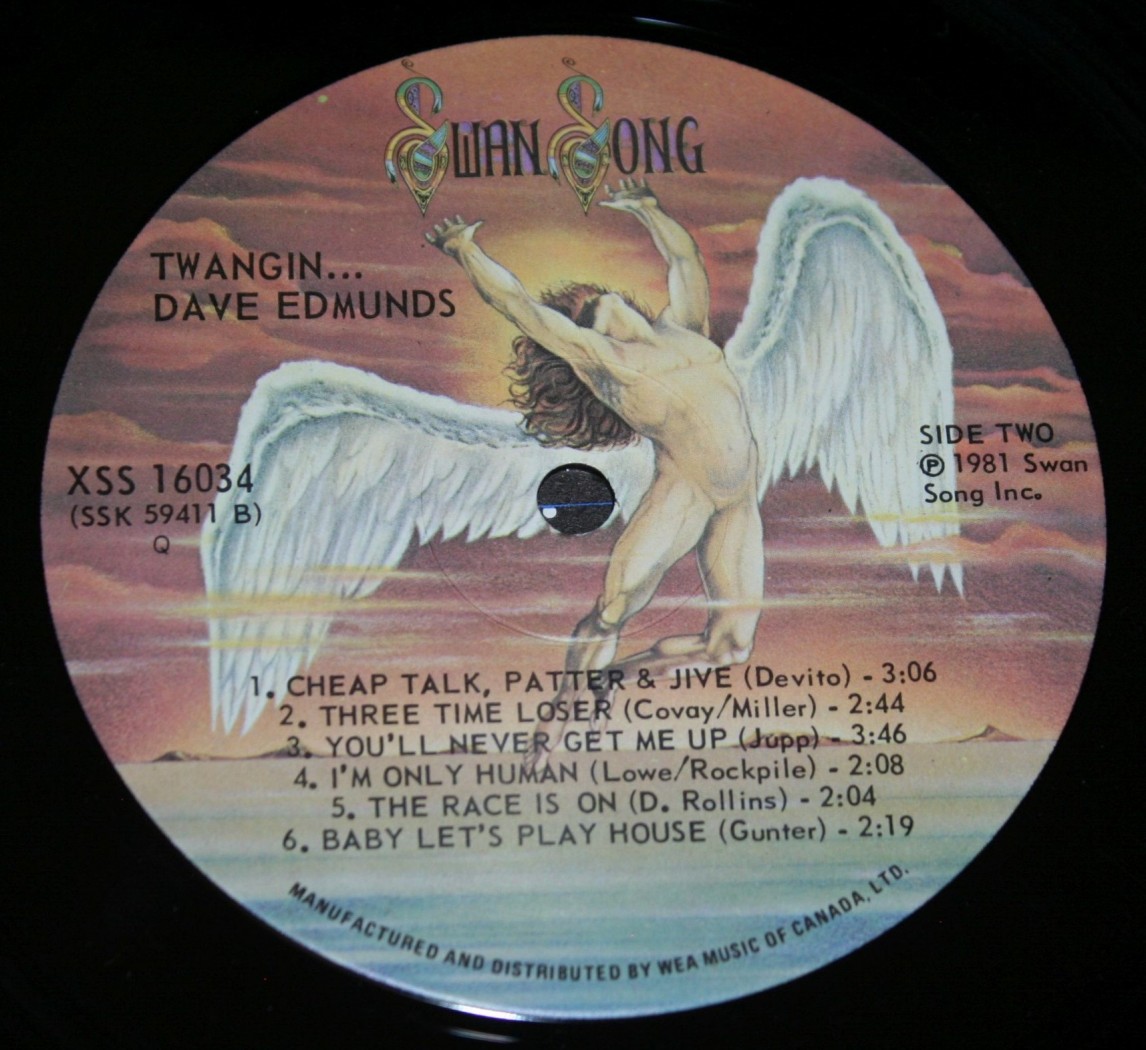 SWAN SONG
TWANGIN...
DAVE EDMUNDS
XSS 16034
(SSK 59411 B)
Q
SIDE TWO
℗ 1981 Swan
Song Inc.
1. CHEAP TALK, PATTER & JIVE (Devito) - 3:06
2. THREE TIME LOSER (Covay/Miller) - 2:44
3. YOU'LL NEVER GET ME UP (Jupp) - 3:46
4. I'M ONLY HUMAN (Lowe/Rockpile) - 2:08
5. THE RACE IS ON (D. Rollins) - 2:04
6. BABY LET'S PLAY HOUSE (Gunter) - 2:19
MANUFACTURED AND DISTRIBUTED BY WEA MUSIC OF CANADA, LTD.